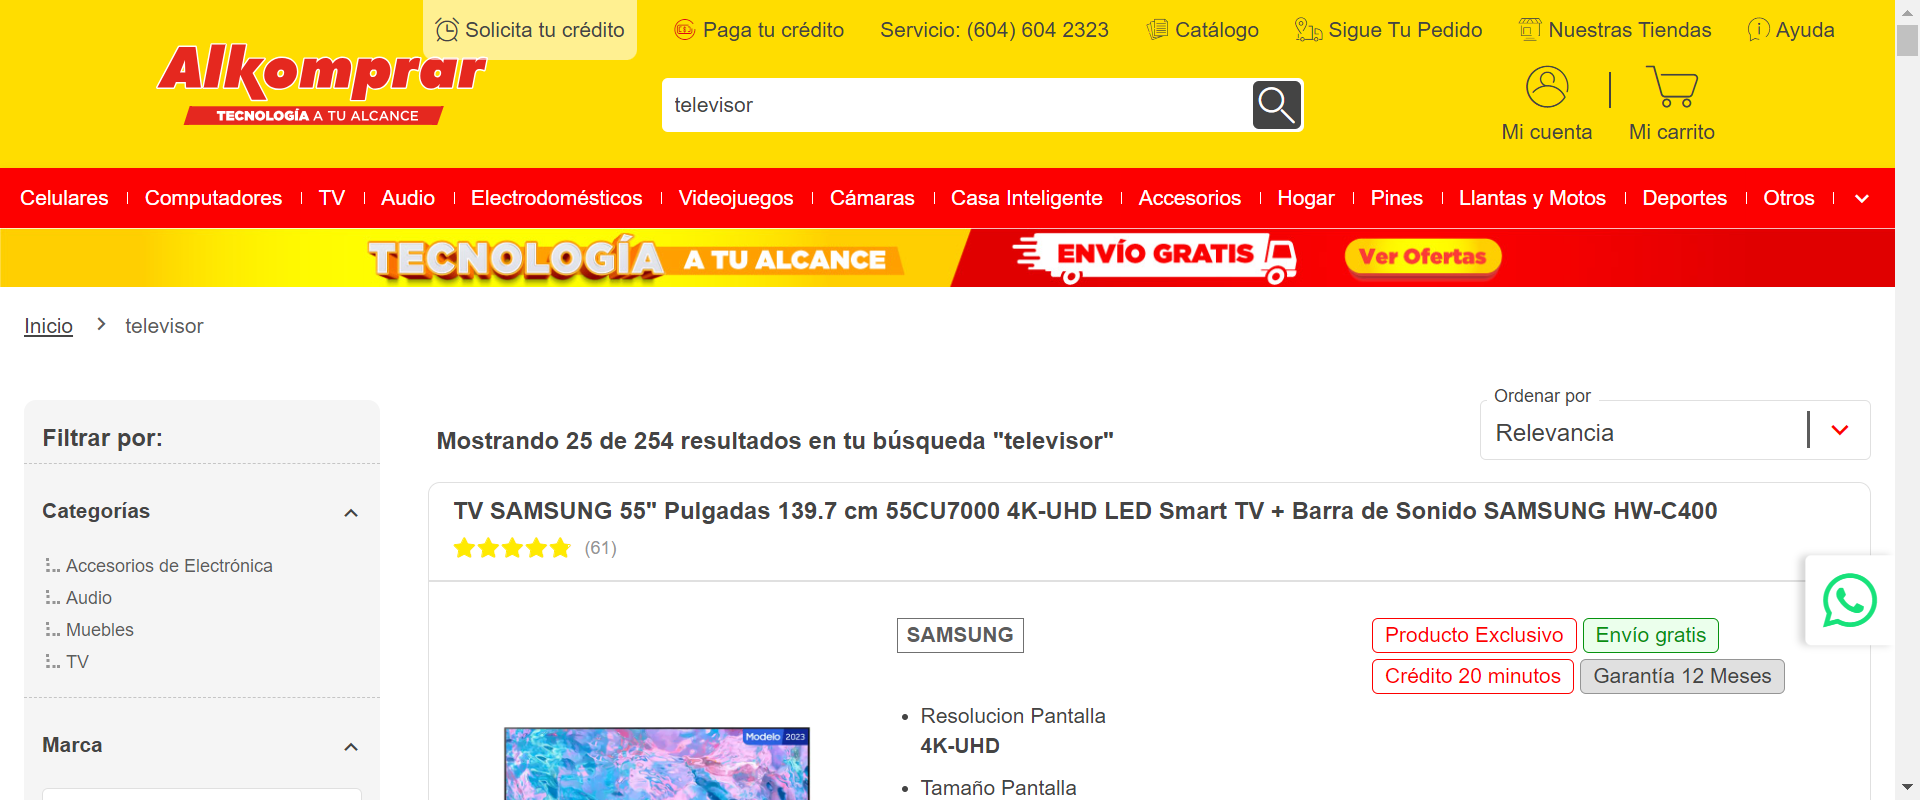 Solicita tu crédito
Paga tu crédito
Servicio: (604) 604 2323
Catálogo
Sigue Tu Pedido
Nuestras Tiendas
Ayuda
Alkomprar
TECNOLOGÍA A TU ALCANCE
televisor
Mi cuenta
Mi carrito
Celulares
Computadores
TV
Audio
Electrodomésticos
Videojuegos
Cámaras
Casa Inteligente
Accesorios
Hogar
Pines
Llantas y Motos
Deportes
Otros
TECNOLOGÍA A TU ALCANCE
ENVÍO GRATIS
Ver Ofertas
Inicio
televisor
Filtrar por:
Categorías
Accesorios de Electrónica
Audio
Muebles
TV
Marca
Mostrando 25 de 254 resultados en tu búsqueda "televisor"
Ordenar por
Relevancia
TV SAMSUNG 55" Pulgadas 139.7 cm 55CU7000 4K-UHD LED Smart TV + Barra de Sonido SAMSUNG HW-C400
(61)
Modelo 2023
SAMSUNG
Resolucion Pantalla
4K-UHD
Tamaño Pantalla
Producto Exclusivo
Envío gratis
Crédito 20 minutos
Garantía 12 Meses